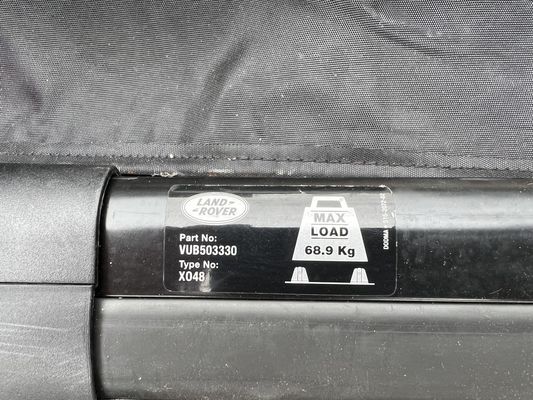 LAND-
-ROVER
Part No:
VUB503330
Type No:
X048
MAX
LOAD
68.9 Kg